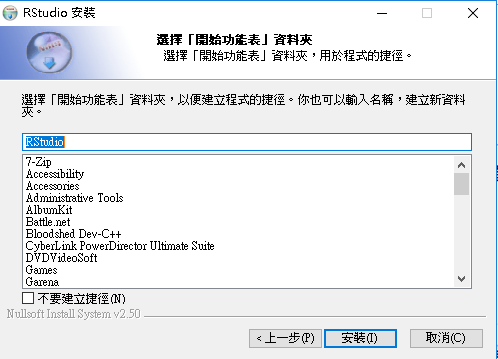 RStudio 安裝
選擇「開始功能表」資料夾
選擇「開始功能表」資料夾，用於程式的捷徑。
選擇「開始功能表」資料夾，以便建立程式的捷徑。你也可以輸入名稱，建立新資料
夾。
RStudio
7-Zip
Accessibility
Accessories
Administrative Tools
AlbumKit
Battle.net
Bloodshed Dev-C++
CyberLink PowerDirector Ultimate Suite
DVDVideoSoft
Games
Garena
不要建立捷徑(N)
Nullsoft Install System v2.50
< 上一步(P) 安裝(I) 取消(C)